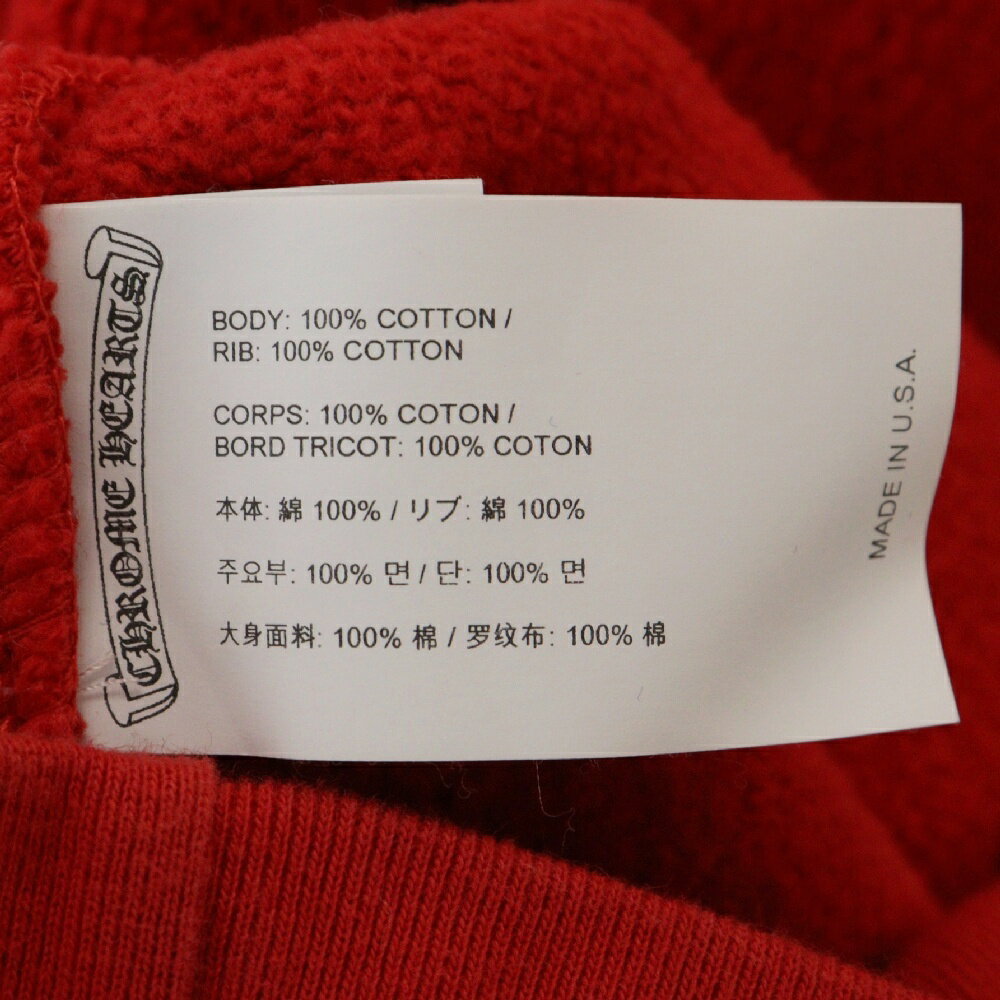 CHROME HEARTS
BODY: 100% COTTON /
RIB: 100% COTTON
CORPS: 100% COTON /
BORD TRICOT: 100% COTON
本体: 綿 100% / リブ: 綿 100%
주요부: 100% 면 / 단: 100% 면
大身面料: 100% 棉 / 罗纹布: 100% 棉
MADE IN U.S.A.